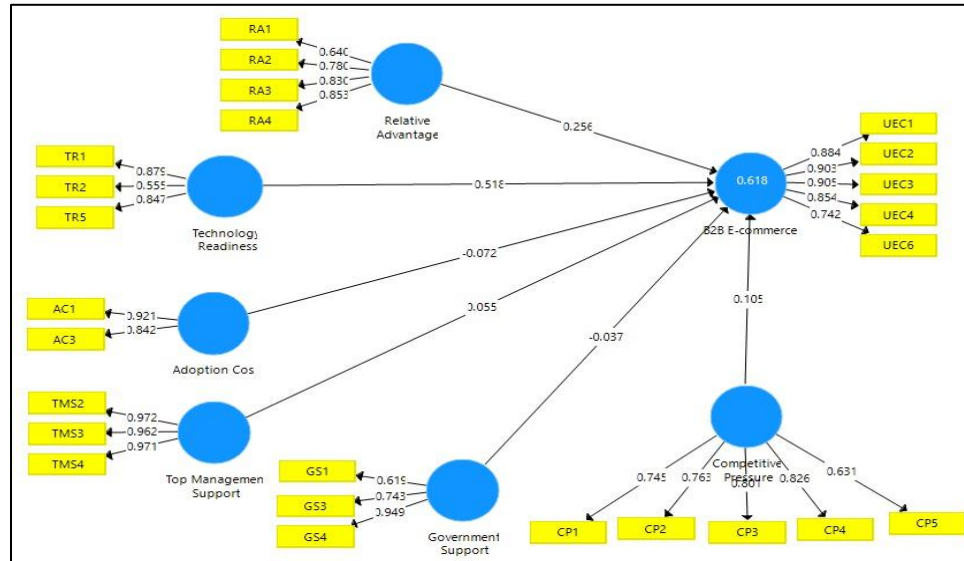 RA1
RA2
RA3
RA4
0.640
0.780
0.830
0.853
Relative
Advantage
0.256
TR1
TR2
TR5
0.879
0.555
0.847
Technology
Readiness
0.518
UEC1
UEC2
UEC3
UEC4
UEC6
0.884
0.903
0.905
0.854
0.742
0.618
B2B E-commerce
AC1
AC3
0.921
0.842
Adoption Cos
-0.072
TMS2
TMS3
TMS4
0.972
0.962
0.971
Top Managemen
Support
0.055
GS1
GS3
GS4
0.619
0.743
0.949
Government
Support
-0.037
0.105
Competitive
Pressure
0.745
0.763
0.801
0.826
0.631
CP1
CP2
CP3
CP4
CP5